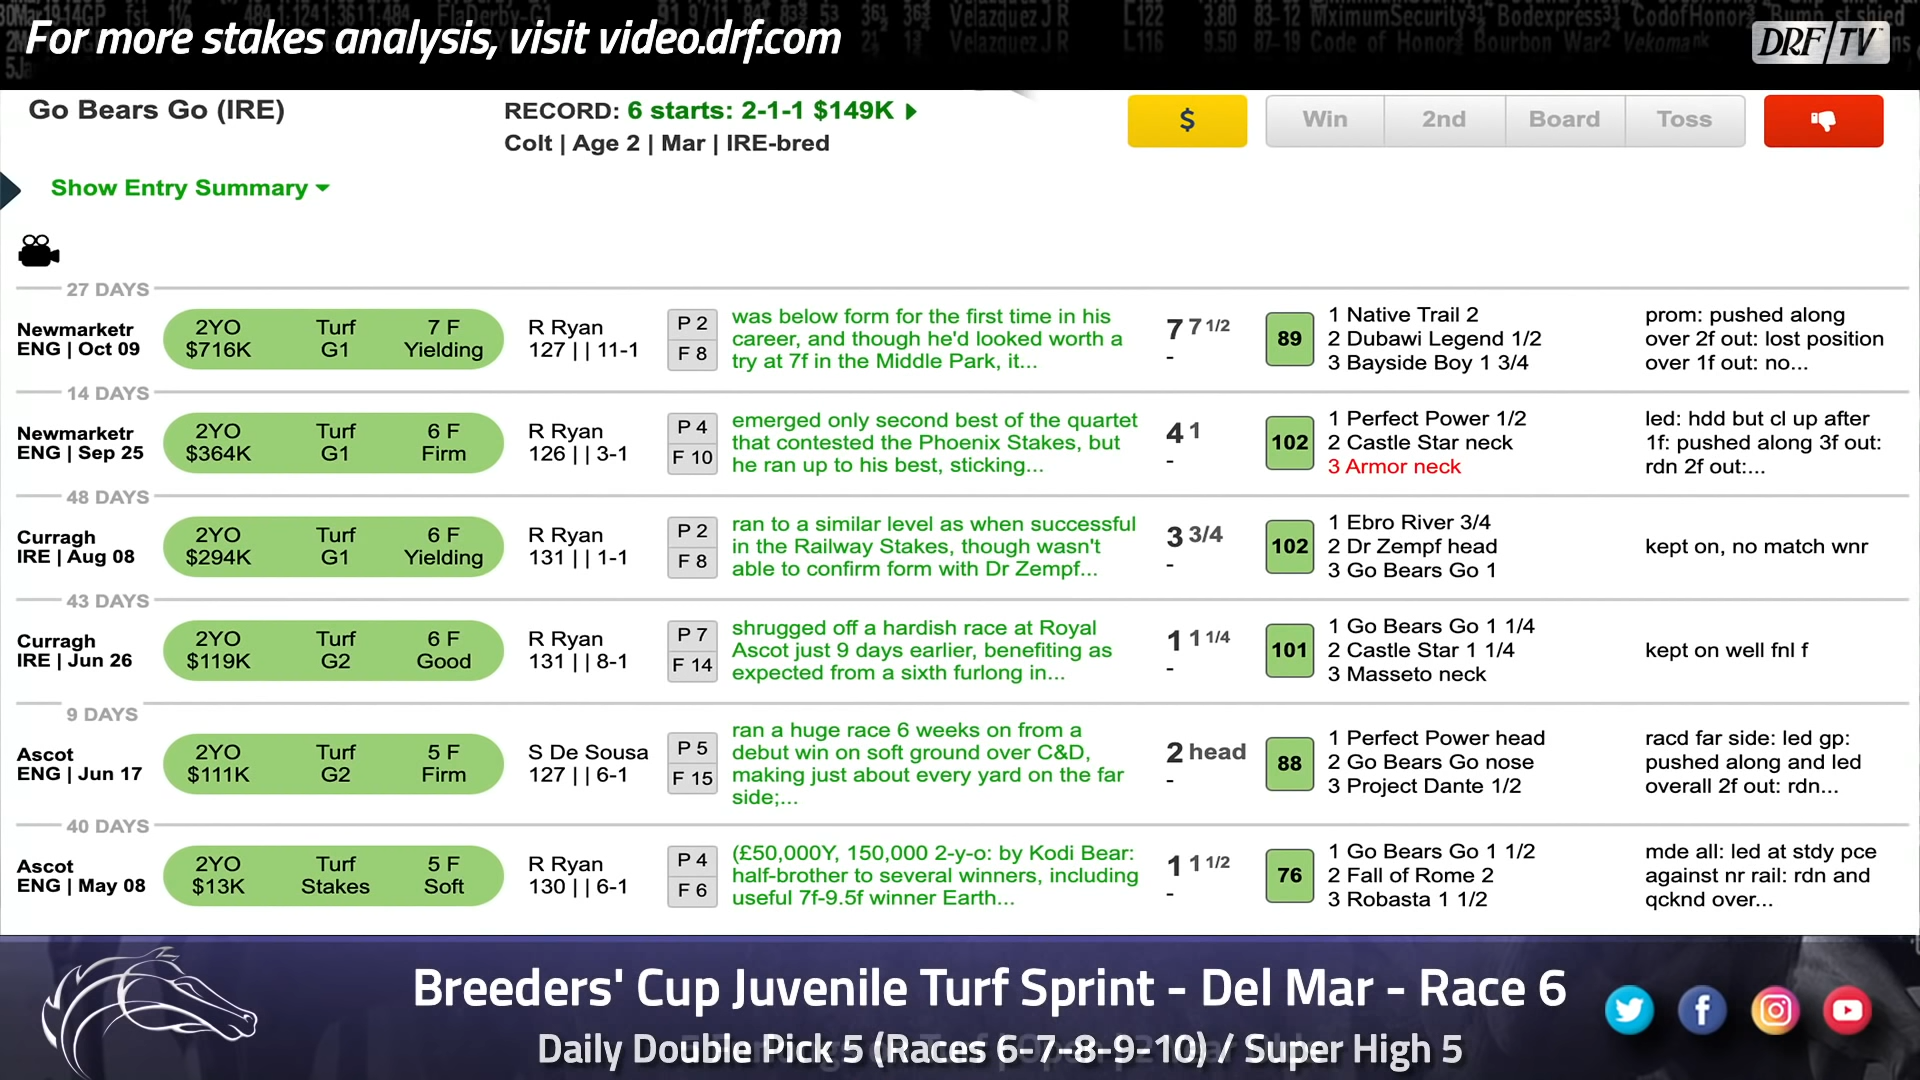 For more stakes analysis, visit video.drf.com
DRF/TV
Go Bears Go (IRE)
RECORD: 6 starts: 2-1-1 $149K
Colt | Age 2 | Mar | IRE-bred
$
Win 2nd Board Toss
Show Entry Summary
27 DAYS
Newmarketr
ENG | Oct 09
2YO Turf 7 F
$716K G1 Yielding
R Ryan
127 | | 11-1
P 2
F 8
was below form for the first time in his
career, and though he'd looked worth a
try at 7f in the Middle Park, it...
7 7 1/2
-
89
1 Native Trail 2
2 Dubawi Legend 1/2
3 Bayside Boy 1 3/4
prom: pushed along
over 2f out: lost position
over 1f out: no...
14 DAYS
Newmarketr
ENG | Sep 25
2YO Turf 6 F
$364K G1 Firm
R Ryan
126 | | 3-1
P 4
F 10
emerged only second best of the quartet
that contested the Phoenix Stakes, but
he ran up to his best, sticking...
4 1
-
102
1 Perfect Power 1/2
2 Castle Star neck
3 Armor neck
led: hdd but cl up after
1f: pushed along 3f out:
rdn 2f out:...
48 DAYS
Curragh
IRE | Aug 08
2YO Turf 6 F
$294K G1 Yielding
R Ryan
131 | | 1-1
P 2
F 8
ran to a similar level as when successful
in the Railway Stakes, though wasn't
able to confirm form with Dr Zempf...
3 3/4
-
102
1 Ebro River 3/4
2 Dr Zempf head
3 Go Bears Go 1
kept on, no match wnr
43 DAYS
Curragh
IRE | Jun 26
2YO Turf 6 F
$119K G2 Good
R Ryan
131 | | 8-1
P 7
F 14
shrugged off a hardish race at Royal
Ascot just 9 days earlier, benefiting as
expected from a sixth furlong in...
1 1 1/4
-
101
1 Go Bears Go 1 1/4
2 Castle Star 1 1/4
3 Masseto neck
kept on well fnl f
9 DAYS
Ascot
ENG | Jun 17
2YO Turf 5 F
$111K G2 Firm
S De Sousa
127 | | 6-1
P 5
F 15
ran a huge race 6 weeks on from a
debut win on soft ground over C&D,
making just about every yard on the far
side;...
2 head
-
88
1 Perfect Power head
2 Go Bears Go nose
3 Project Dante 1/2
racd far side: led gp:
pushed along and led
overall 2f out: rdn...
40 DAYS
Ascot
ENG | May 08
2YO Turf 5 F
$13K Stakes Soft
R Ryan
130 | | 6-1
P 4
F 6
(£50,000Y, 150,000 2-y-o: by Kodi Bear:
half-brother to several winners, including
useful 7f-9.5f winner Earth...
1 1 1/2
-
76
1 Go Bears Go 1 1/2
2 Fall of Rome 2
3 Robasta 1 1/2
mde all: led at stdy pce
against nr rail: rdn and
qcknd over...
Breeders' Cup Juvenile Turf Sprint - Del Mar - Race 6
Daily Double Pick 5 (Races 6-7-8-9-10) / Super High 5